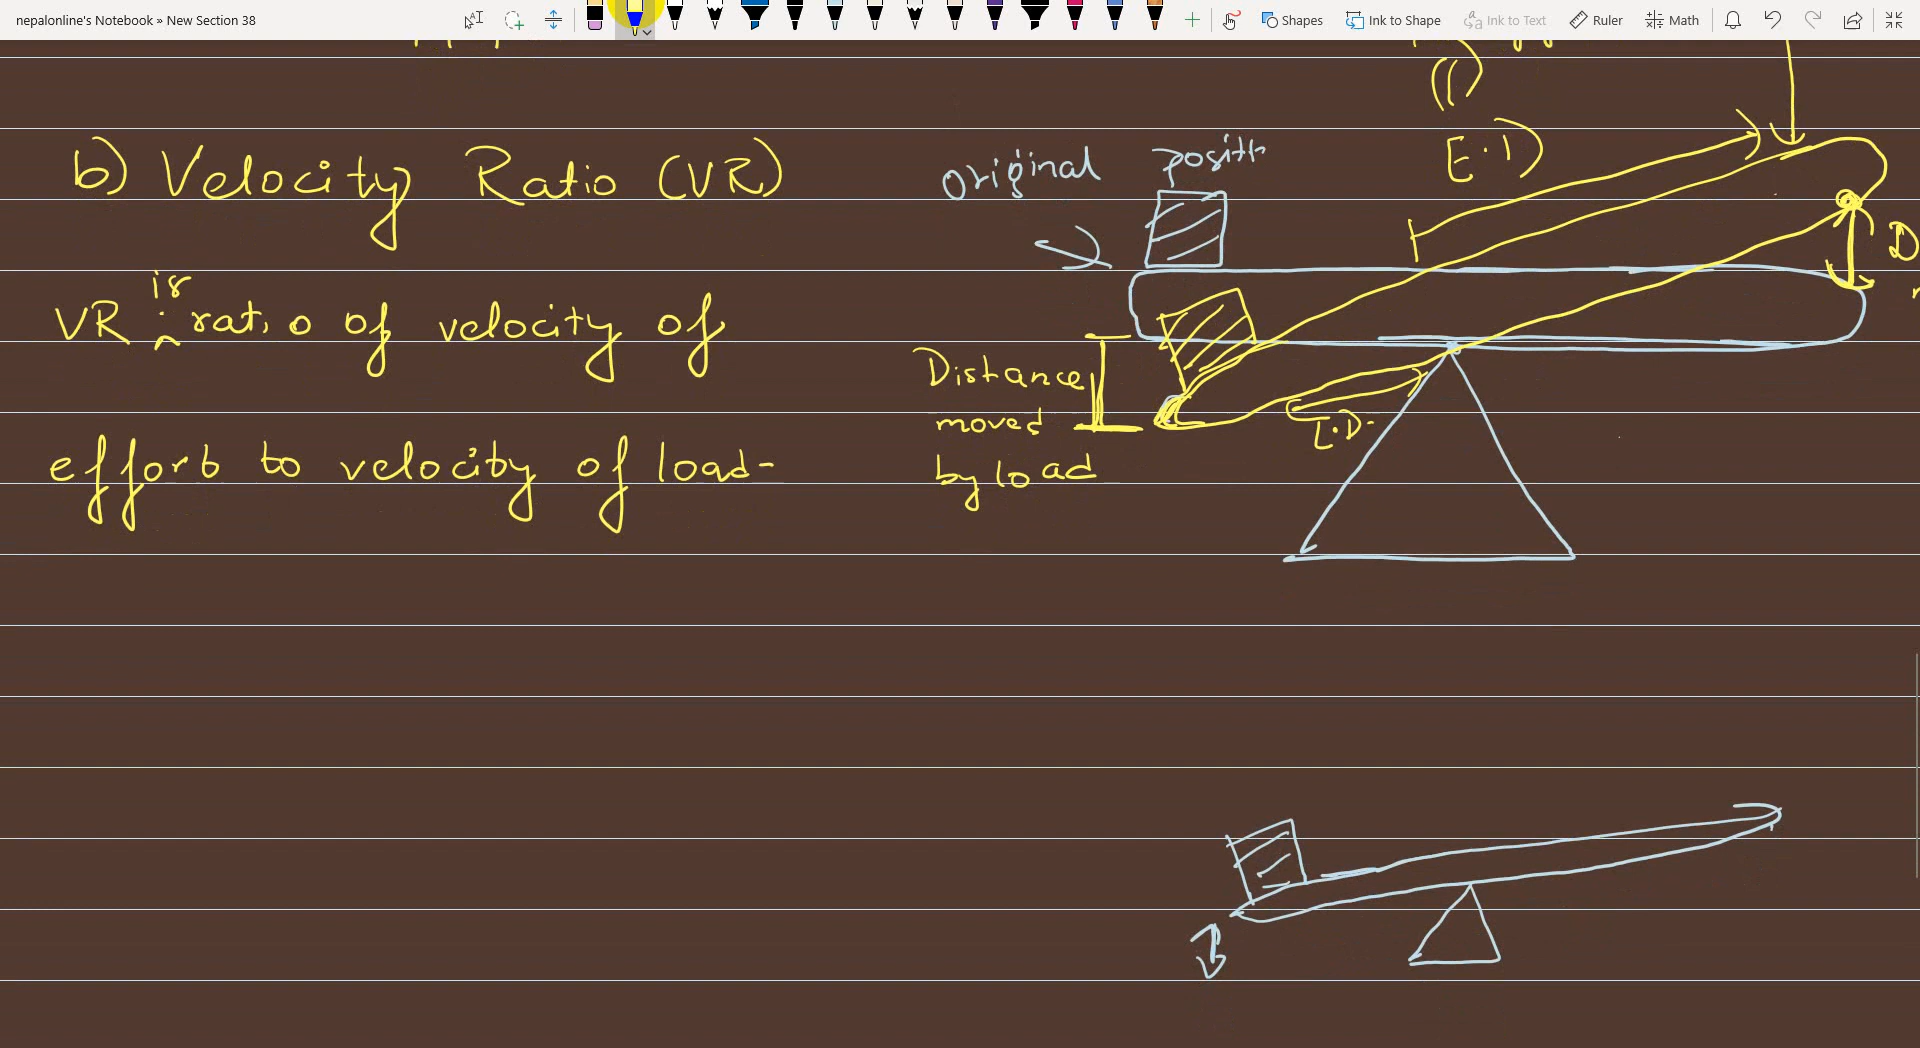 nepalonline's Notebook » New Section 38
Shapes
Ink to Shape
Ink to Text
Ruler
Math
b) Velocity Ratio (VR)
VR is ratio of velocity of
effort to velocity of load-
original
E.D
Distance
moved
by load
L.D.
D